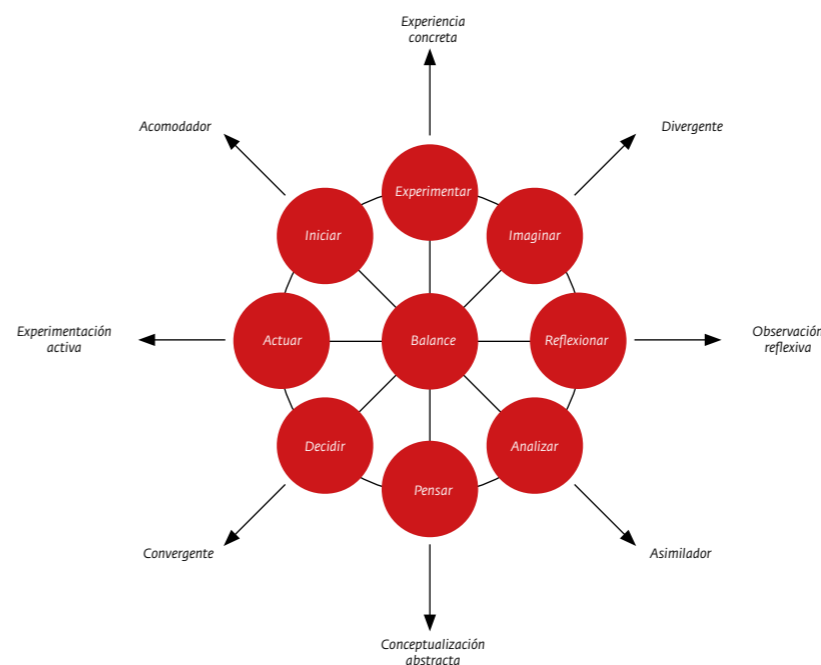 Experiencia
concreta
Acomodador
Divergente
Experimentar
Iniciar
Imaginar
Experimentación
activa
Actuar
Balance
Reflexionar
Observación
reflexiva
Decidir
Analizar
Pensar
Convergente
Asimilador
Conceptualización
abstracta